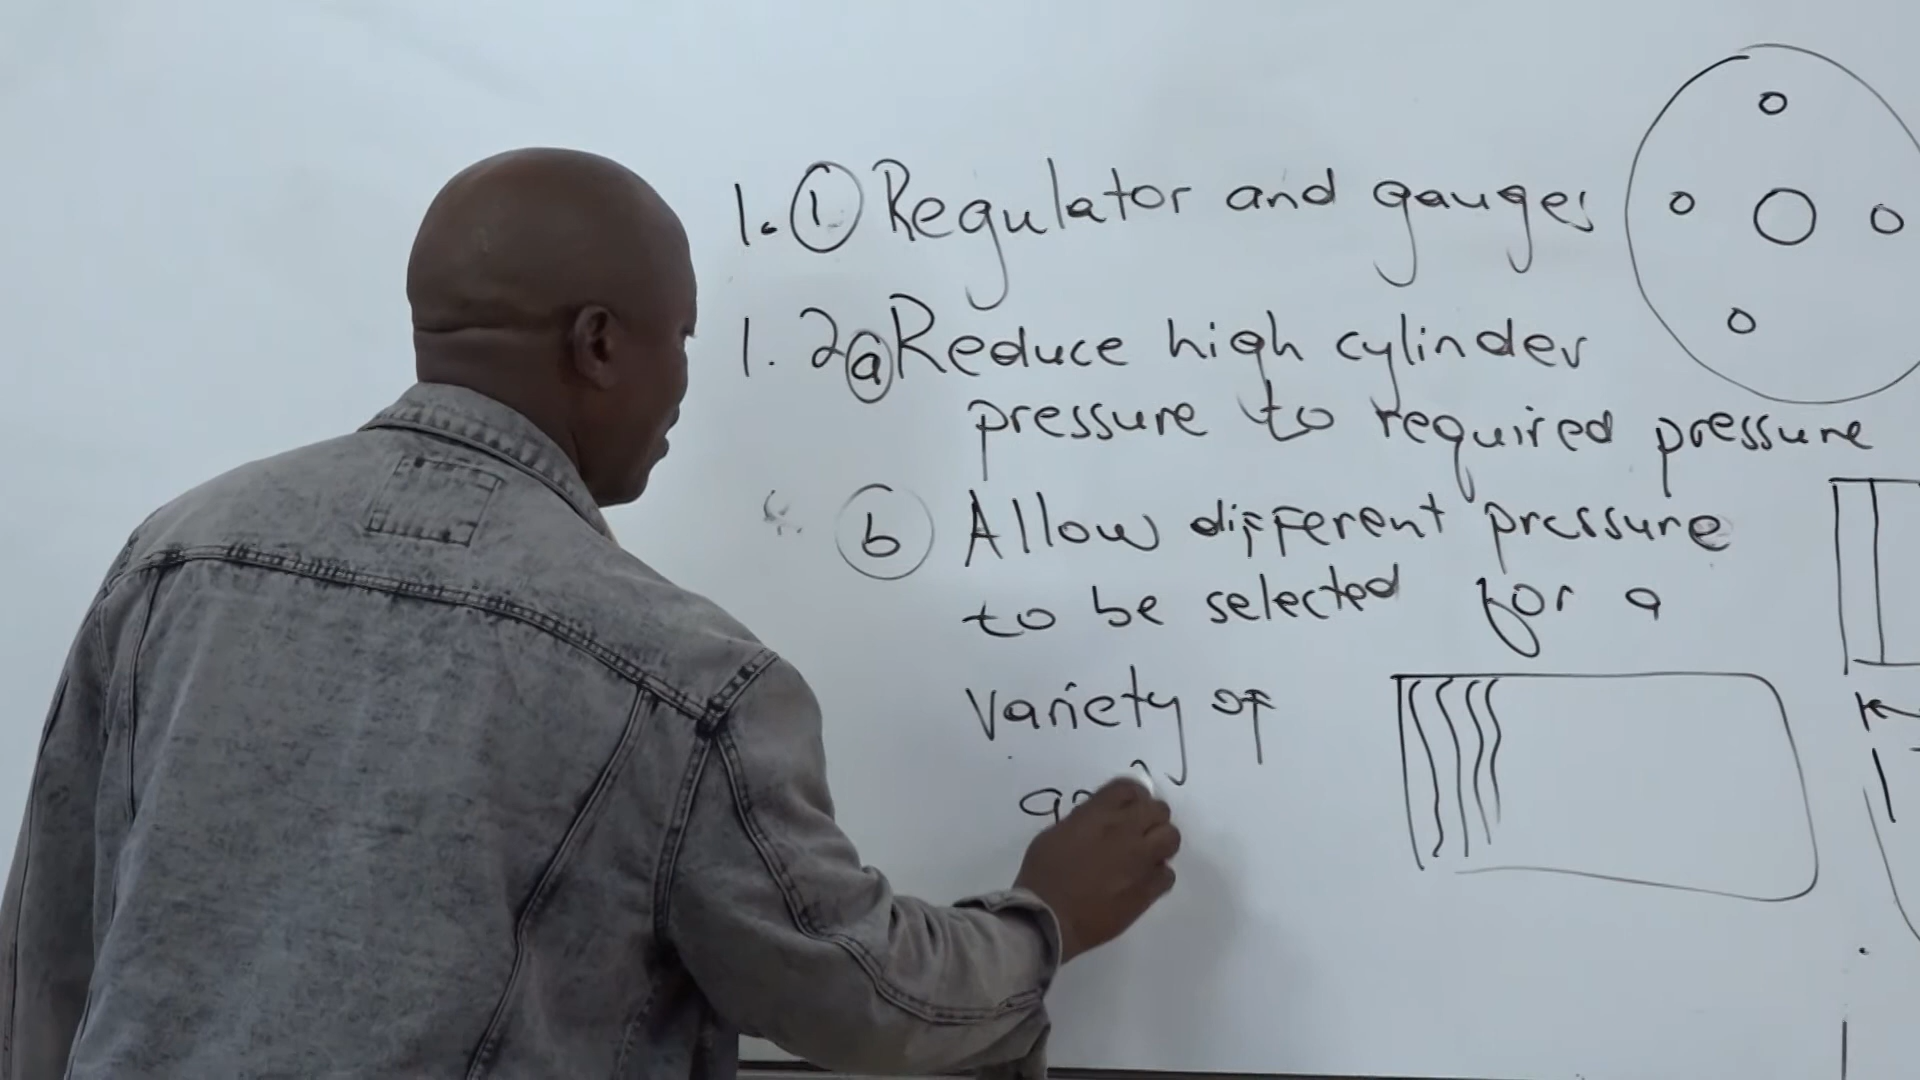 1. ① Regulator and gauges
1. 2 ⓐ Reduce high cylinder
pressure to required pressure
ⓑ Allow different pressure
to be selected for a
variety of